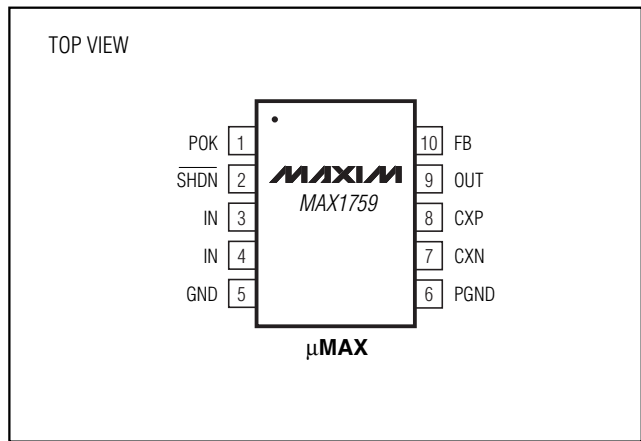 TOP VIEW
POK 1
SHDN 2
IN 3
IN 4
GND 5
MAXIM
MAX1759
10 FB
9 OUT
8 CXP
7 CXN
6 PGND
μMAX